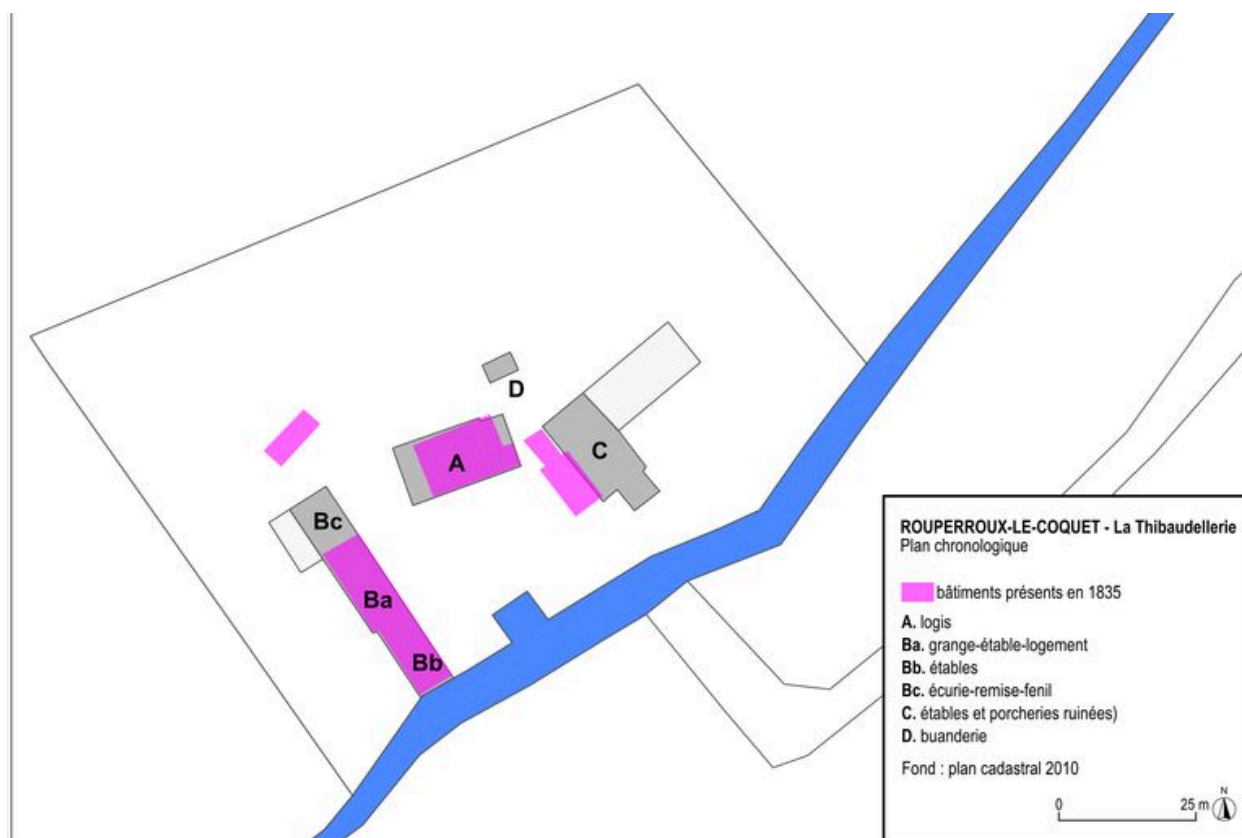 D
A
C
Bc
Ba
Bb
ROUPERROUX-LE-COQUET - La Thibaudellerie
Plan chronologique
bâtiments présents en 1835
A. logis
Ba. grange-étable-logement
Bb. étables
Bc. écurie-remise-fenil
C. étables et porcheries ruinées)
D. buanderie
Fond : plan cadastral 2010
0 25 m N